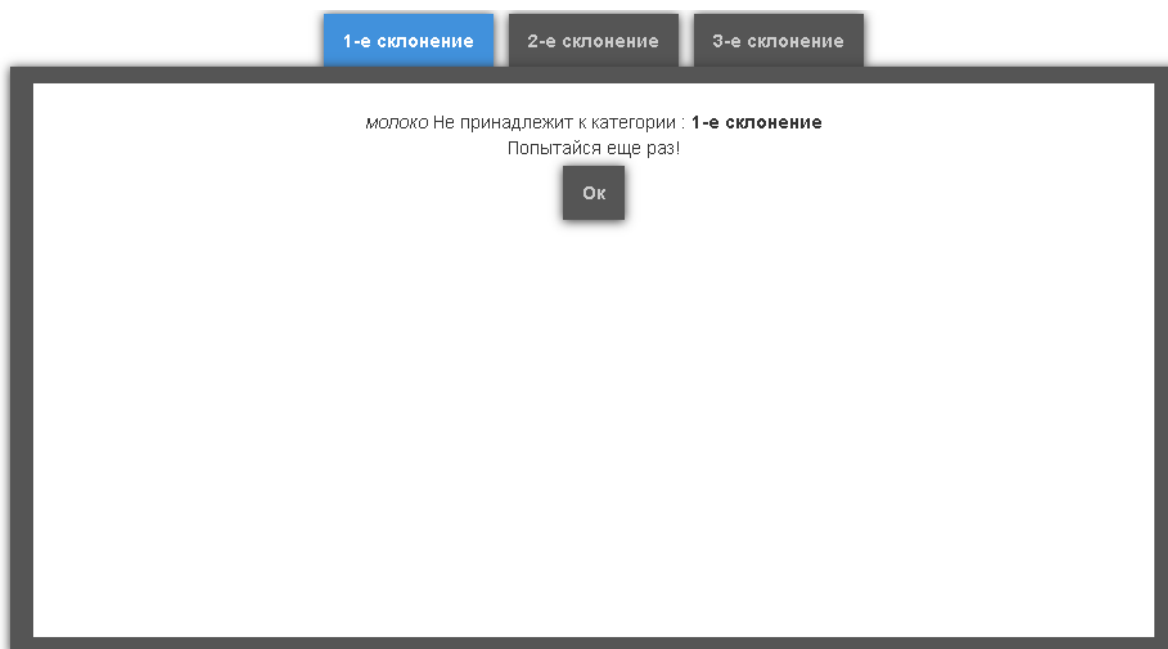 1-е склонение 2-е склонение 3-е склонение
молоко Не принадлежит к категории : 1-е склонение
Попытайся еще раз!
Ок